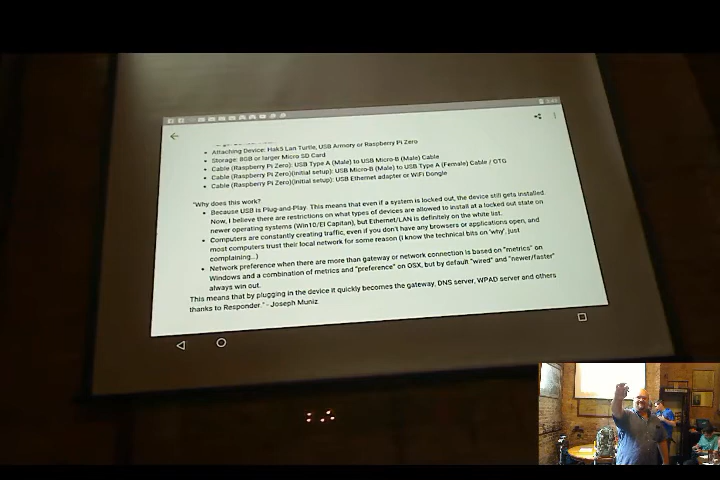 Attaching Device: Hak5 Lan Turtle, USB Armory or Raspberry Pi Zero
Storage: 8GB or larger Micro SD Card
Cable (Raspberry Pi Zero): USB Type A (Male) to USB Micro-B (Male) Cable
Cable (Raspberry Pi Zero)(initial setup): USB Micro-B (Male) to USB Type A (Female) Cable / OTG
Cable (Raspberry Pi Zero)(initial setup): USB Ethernet adapter or WiFi Dongle
"Why does this work?
Because USB is Plug-and-Play. This means that even if a system is locked out, the device still gets installed.
Now, I believe there are restrictions on what types of devices are allowed to install at a locked out state on
newer operating systems (Win10/El Capitan), but Ethernet/LAN is definitely on the white list.
Computers are constantly creating traffic, even if you don't have any browsers or applications open, and
most computers trust their local network for some reason (I know the technical bits on 'why', just
complaining...)
Network preference when there are more than gateway or network connection is based on "metrics" on
Windows and a combination of metrics and "preference" on OSX, but by default "wired" and "newer/faster"
always win out.
This means that by plugging in the device it quickly becomes the gateway, DNS server, WPAD server and others
thanks to Responder." - Joseph Muniz